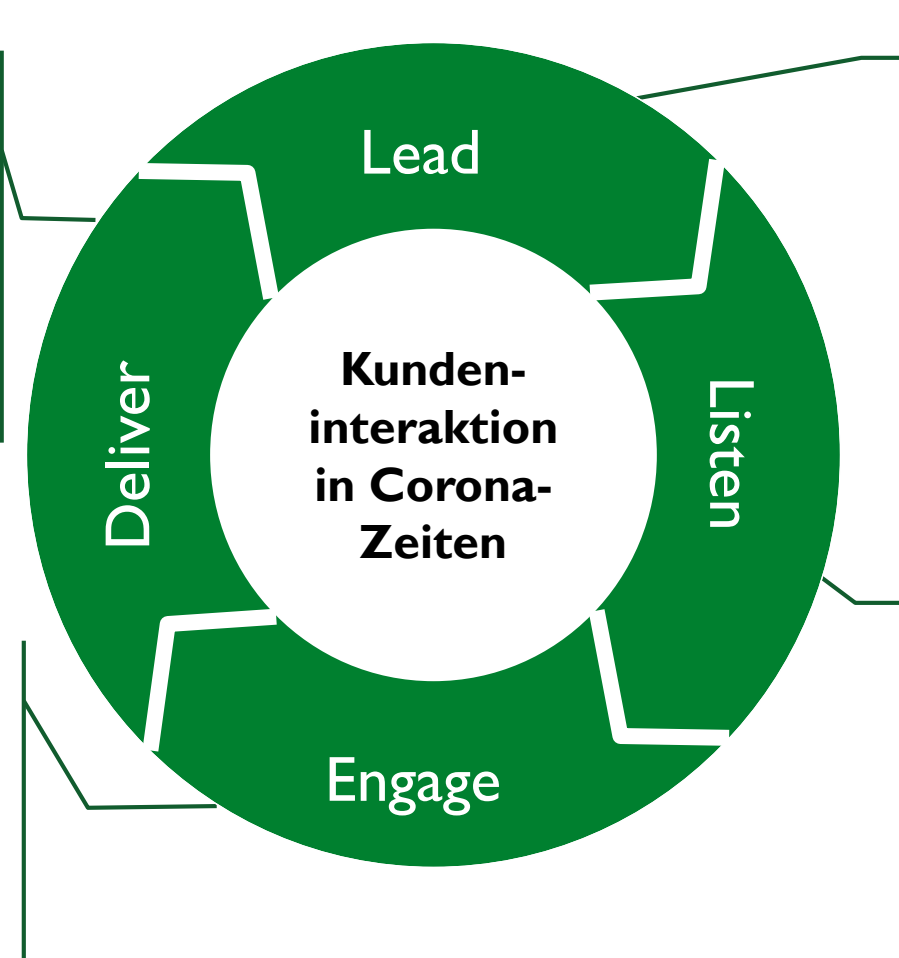 Lead
Kunden-
interaktion
in Corona-
Zeiten
Listen
Engage
Deliver